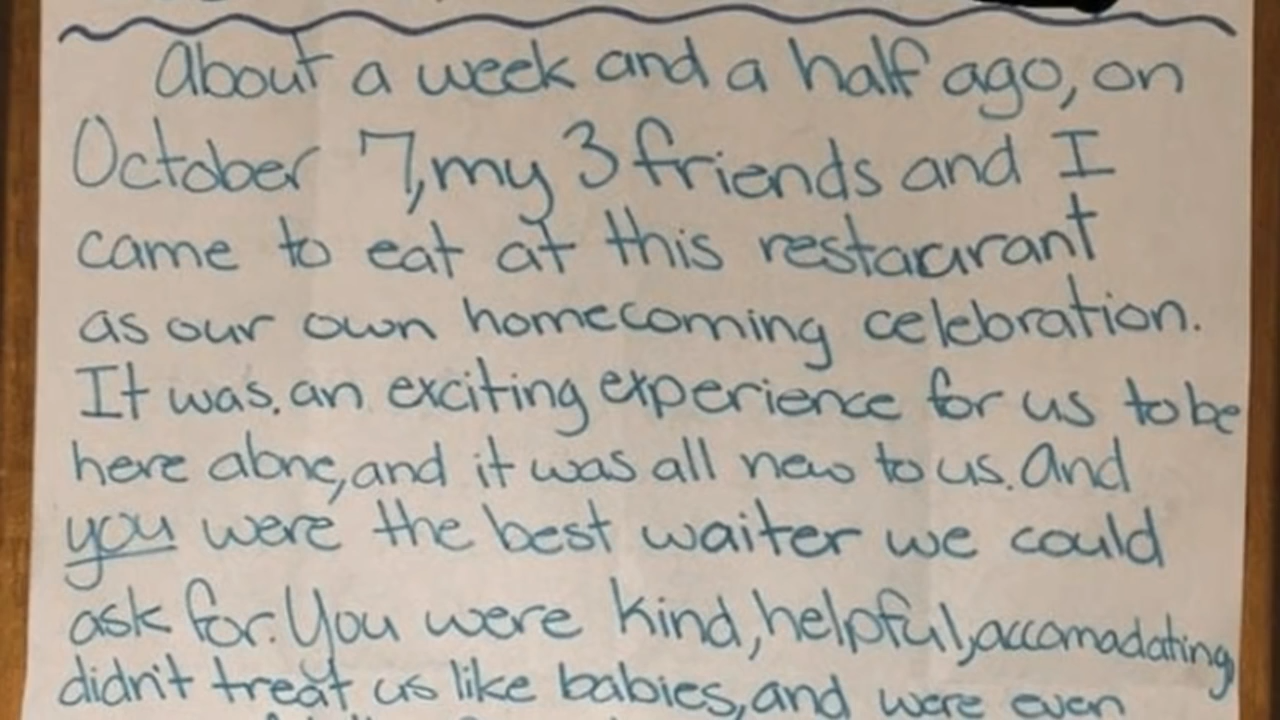 About a week and a half ago, on
October 7, my 3 friends and I
came to eat at this restaraurant
as our own homecoming celebration.
It was. an exciting experience for us to be
here alone, and it was all new to us. And
you were the best waiter we could
ask for. You were kind, helpful, accomadating
didn't treat us like babies, and were even